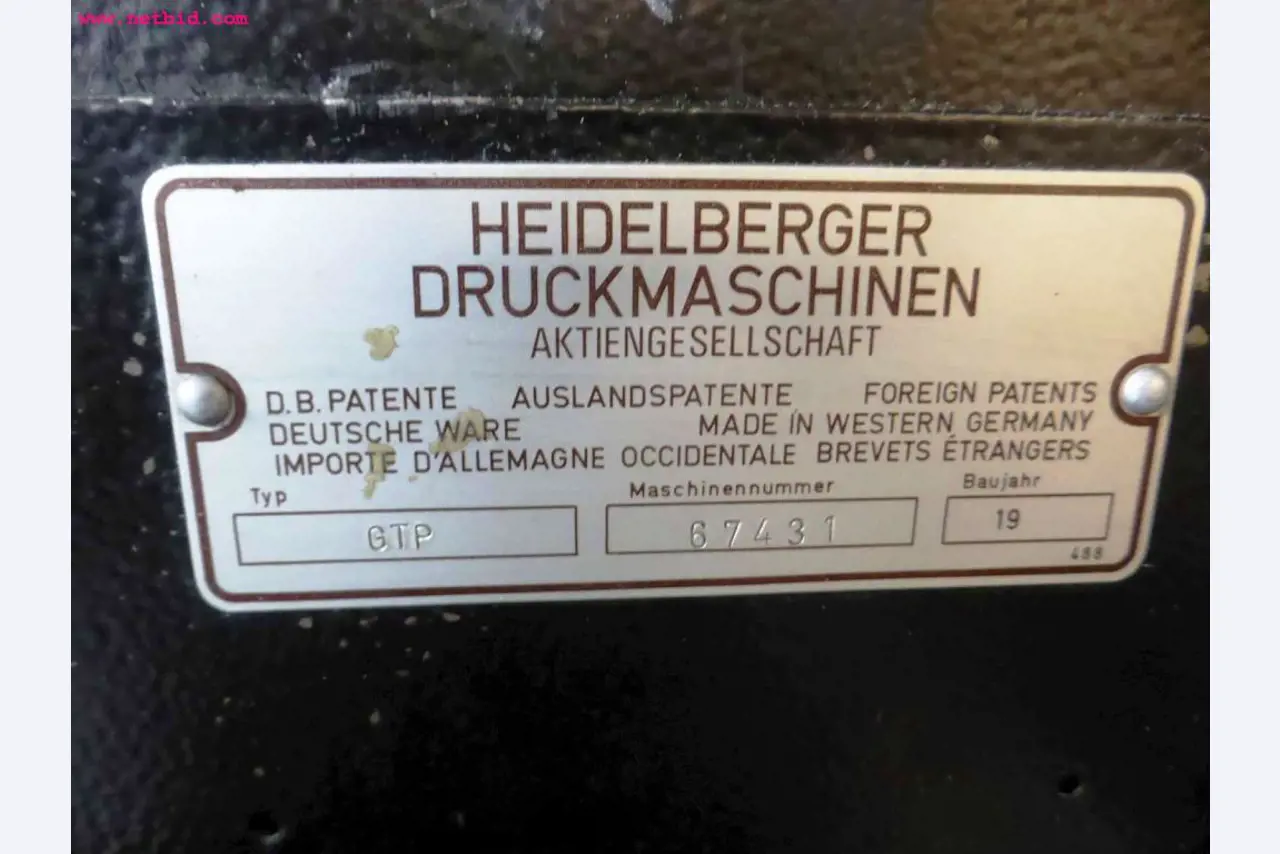 www.netbid.com
HEIDELBERGER
DRUCKMASCHINEN
AKTIENGESELLSCHAFT
D.B. PATENTE AUSLANDSPATENTE FOREIGN PATENTS
DEUTSCHE WARE MADE IN WESTERN GERMANY
IMPORTE D'ALLEMAGNE OCCIDENTALE BREVETS ÉTRANGERS
Typ Maschinennummer Baujahr
GTP 67431 19
488